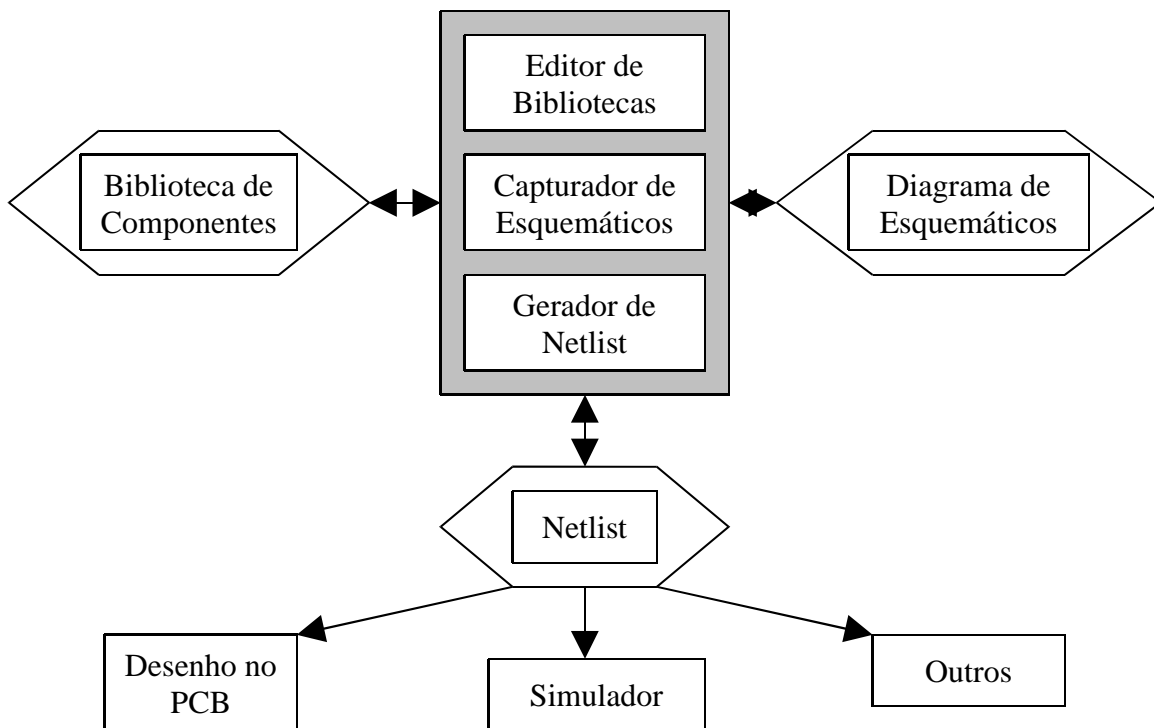 Editor de
Bibliotecas
Biblioteca de
Componentes
Capturador de
Esquemáticos
Diagrama de
Esquemáticos
Gerador de
Netlist
Netlist
Desenho no
PCB
Simulador
Outros